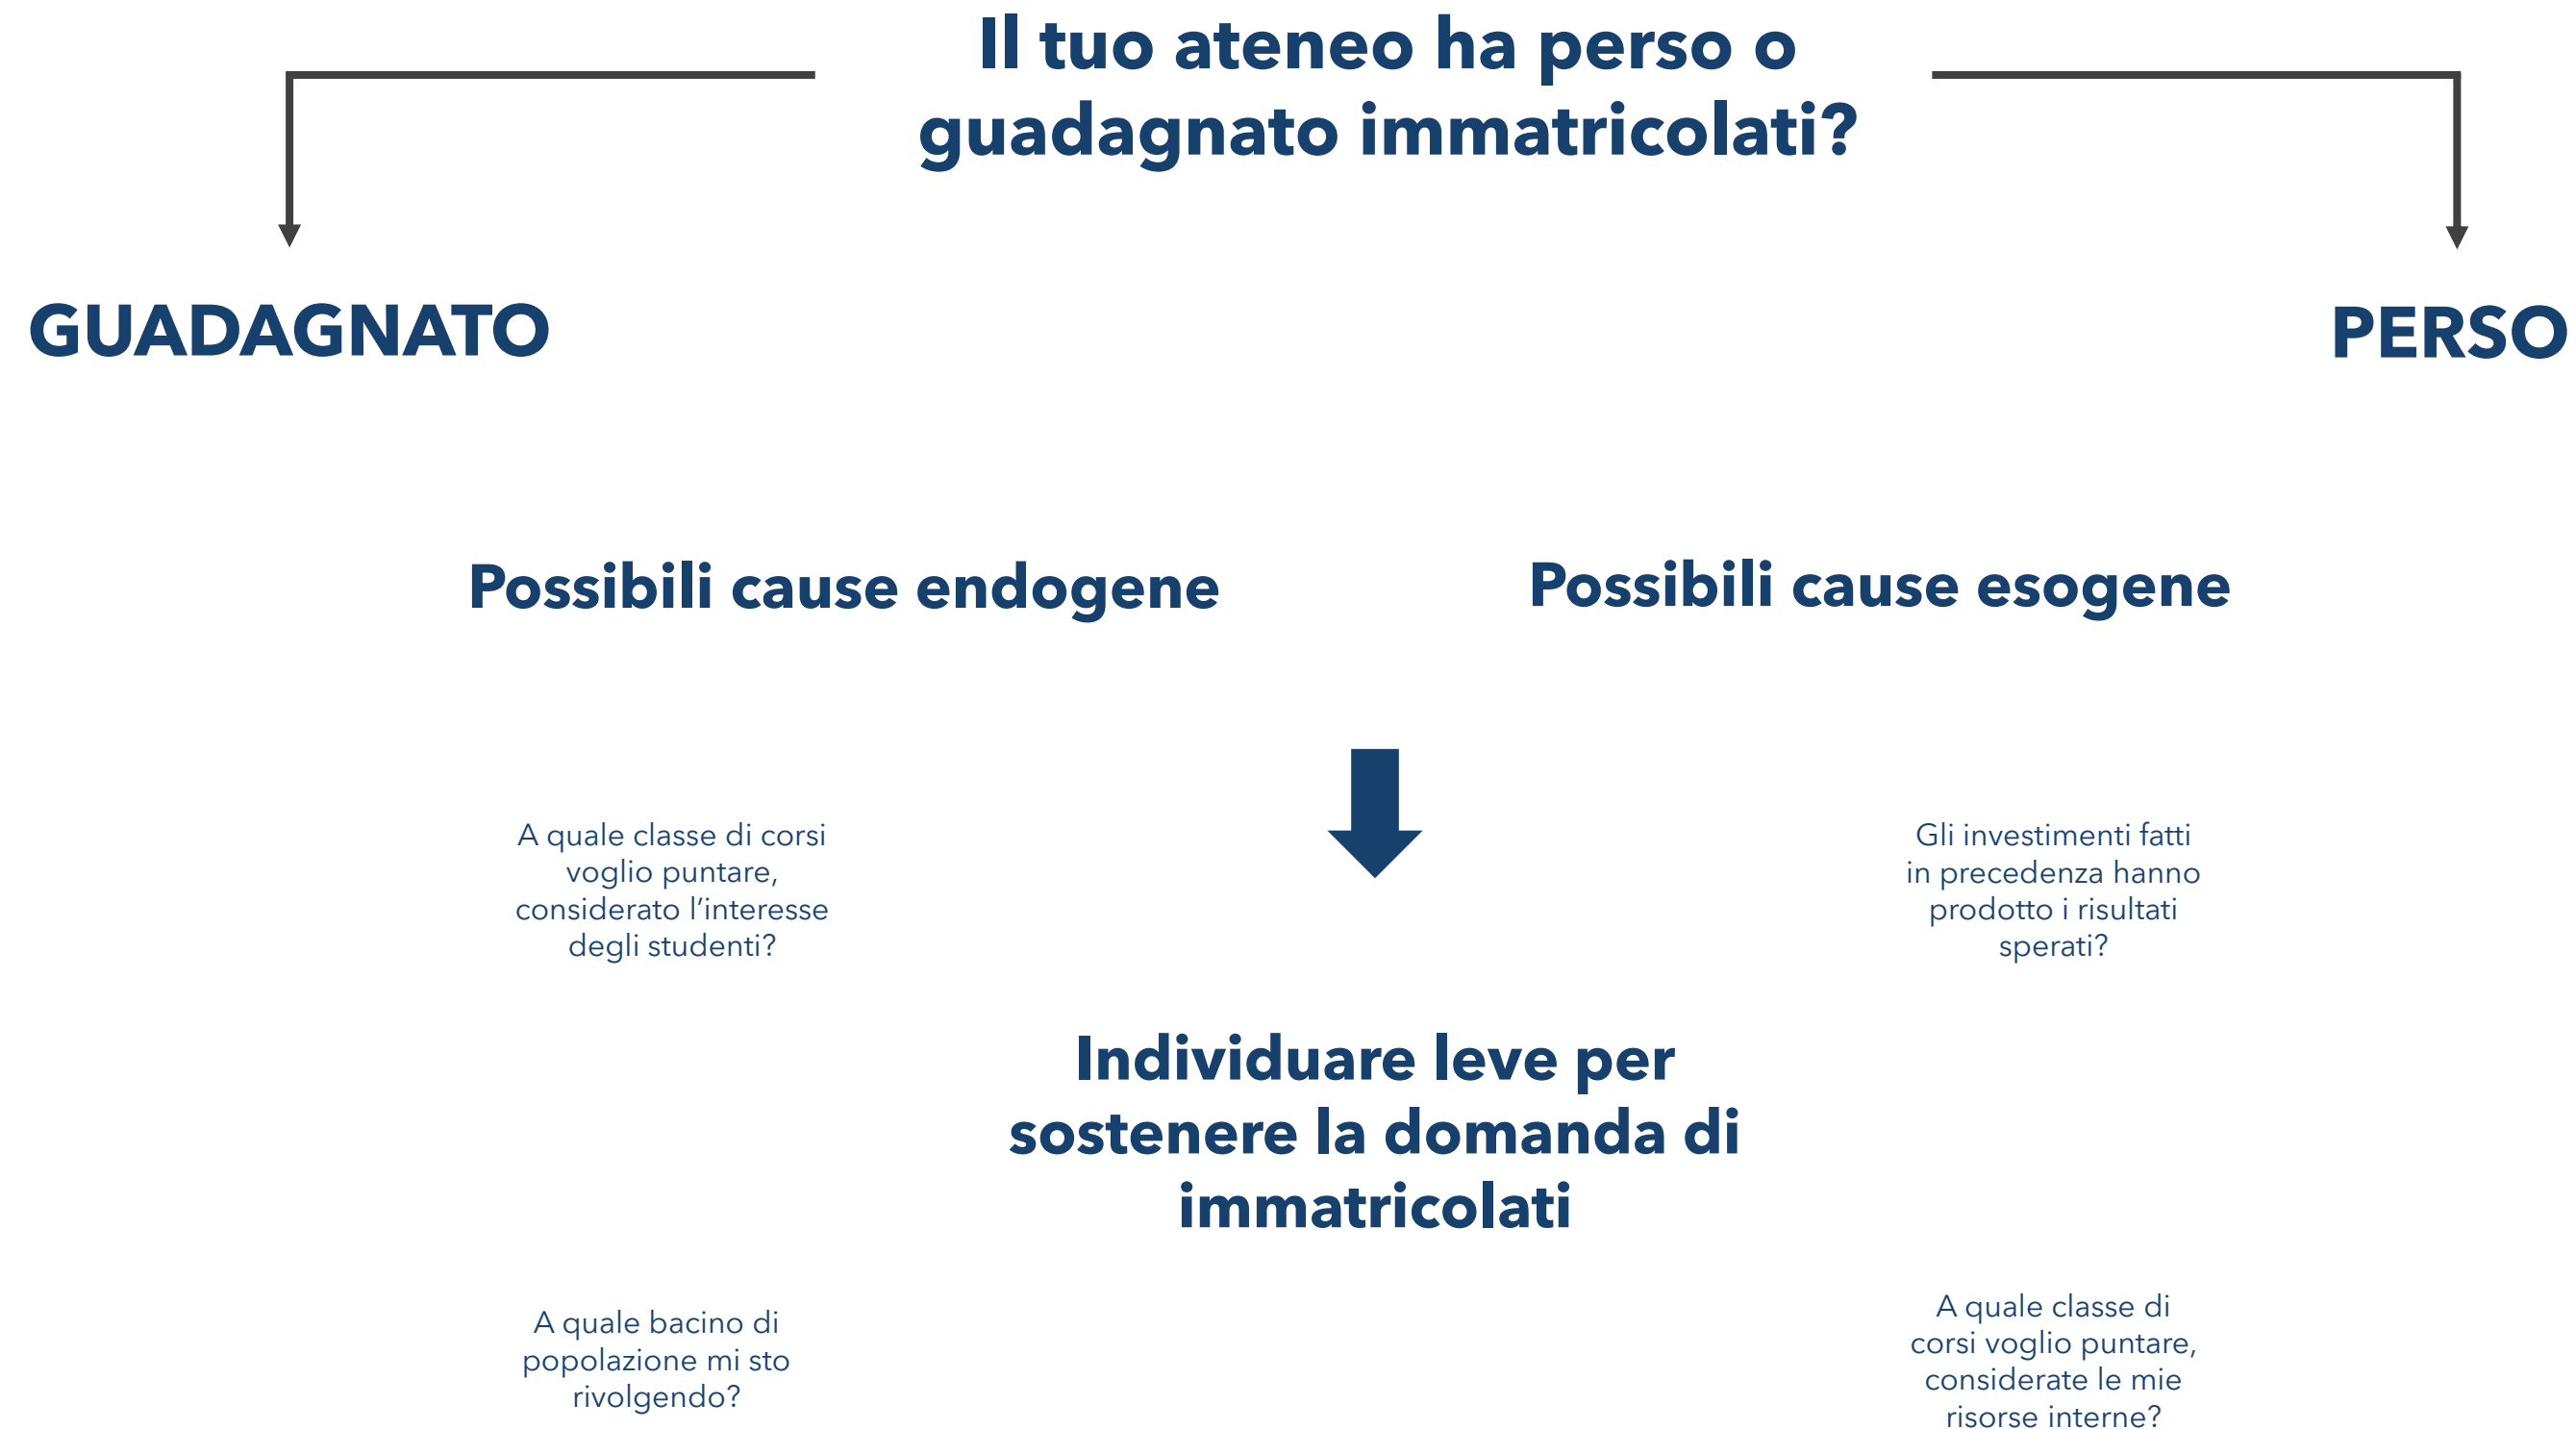 Il tuo ateneo ha perso o
guadagnato immatricolati?
GUADAGNATO
PERSO
Possibili cause endogene
Possibili cause esogene
A quale classe di corsi
voglio puntare,
considerato l’interesse
degli studenti?
Gli investimenti fatti
in precedenza hanno
prodotto i risultati
sperati?
Individuare leve per
sostenere la domanda di
immatricolati
A quale bacino di
popolazione mi sto
rivolgendo?
A quale classe di
corsi voglio puntare,
considerate le mie
risorse interne?